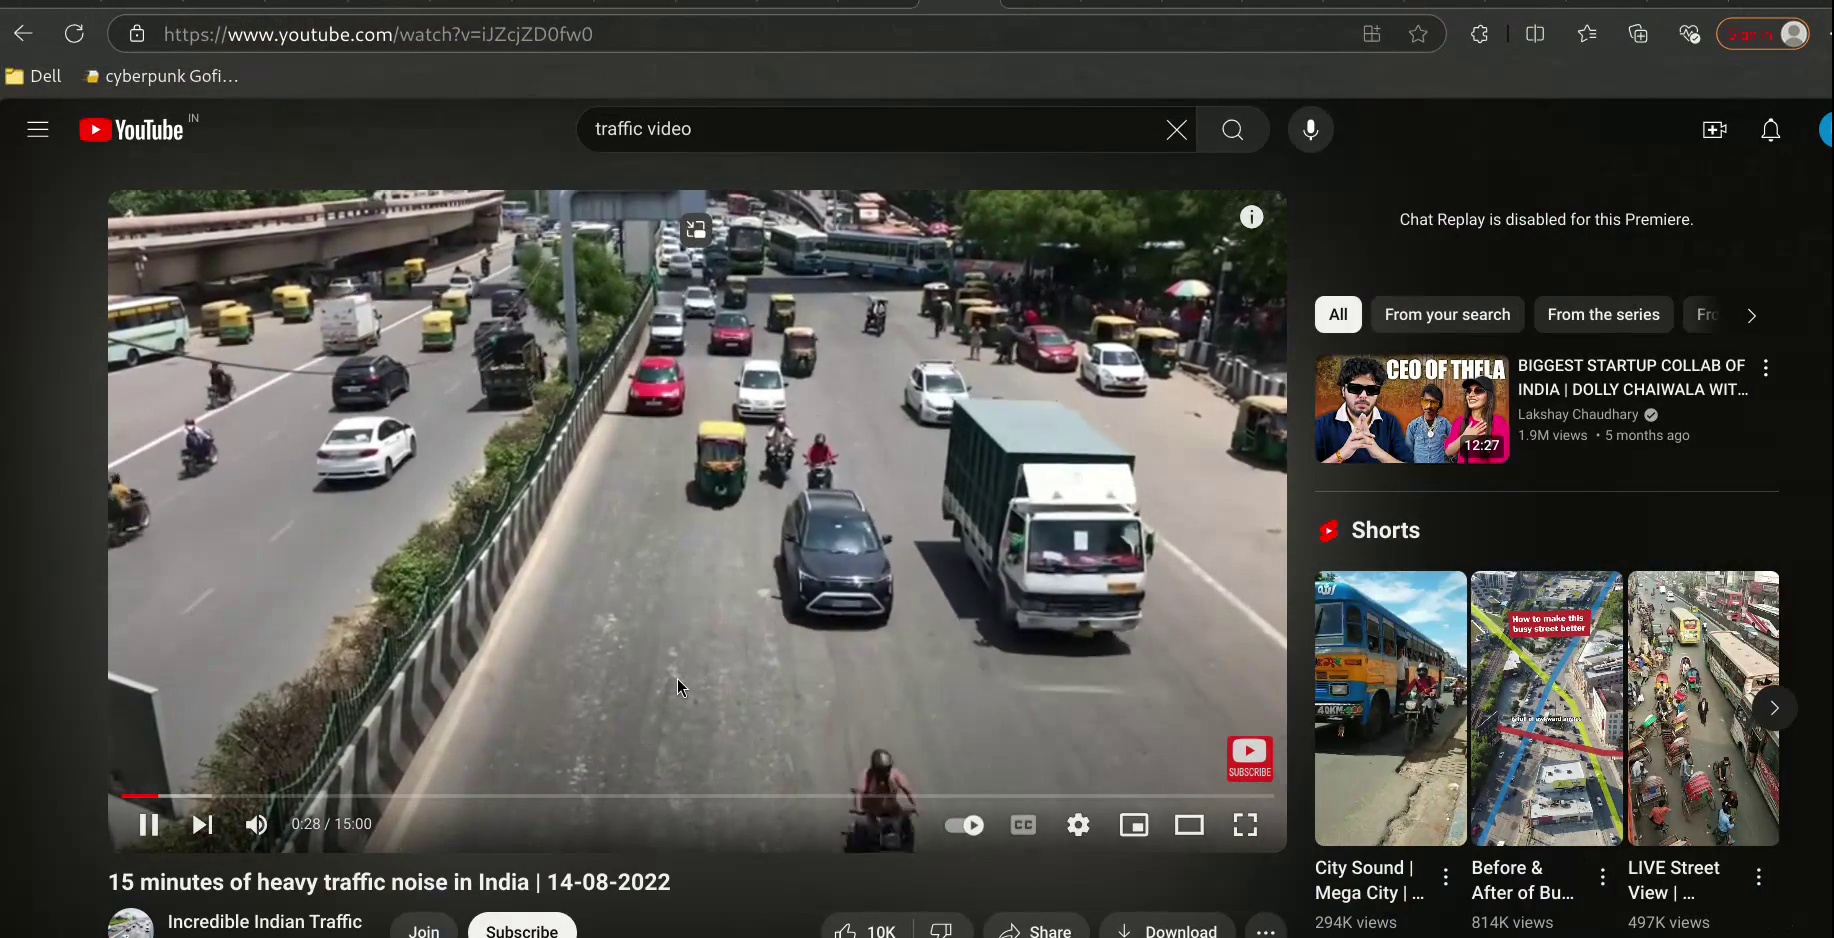 https://www.youtube.com/watch?v=iJZcjZD0fw0
Sign in
Dell
cyberpunk Gofi...
YouTube IN
traffic video
SUBSCRIBE
0:28 / 15:00
CC
15 minutes of heavy traffic noise in India | 14-08-2022
Incredible Indian Traffic
Join
Subscribe
10K
Share
Download
Chat Replay is disabled for this Premiere.
All
From your search
From the series
Fro
CEO OF THELA
12:27
BIGGEST STARTUP COLLAB OF
INDIA | DOLLY CHAIWALA WIT...
Lakshay Chaudhary
1.9M views • 5 months ago
Shorts
How to make this
busy street better
City Sound |
Mega City | ...
294K views
Before &
After of Bu...
814K views
LIVE Street
View | ...
497K views